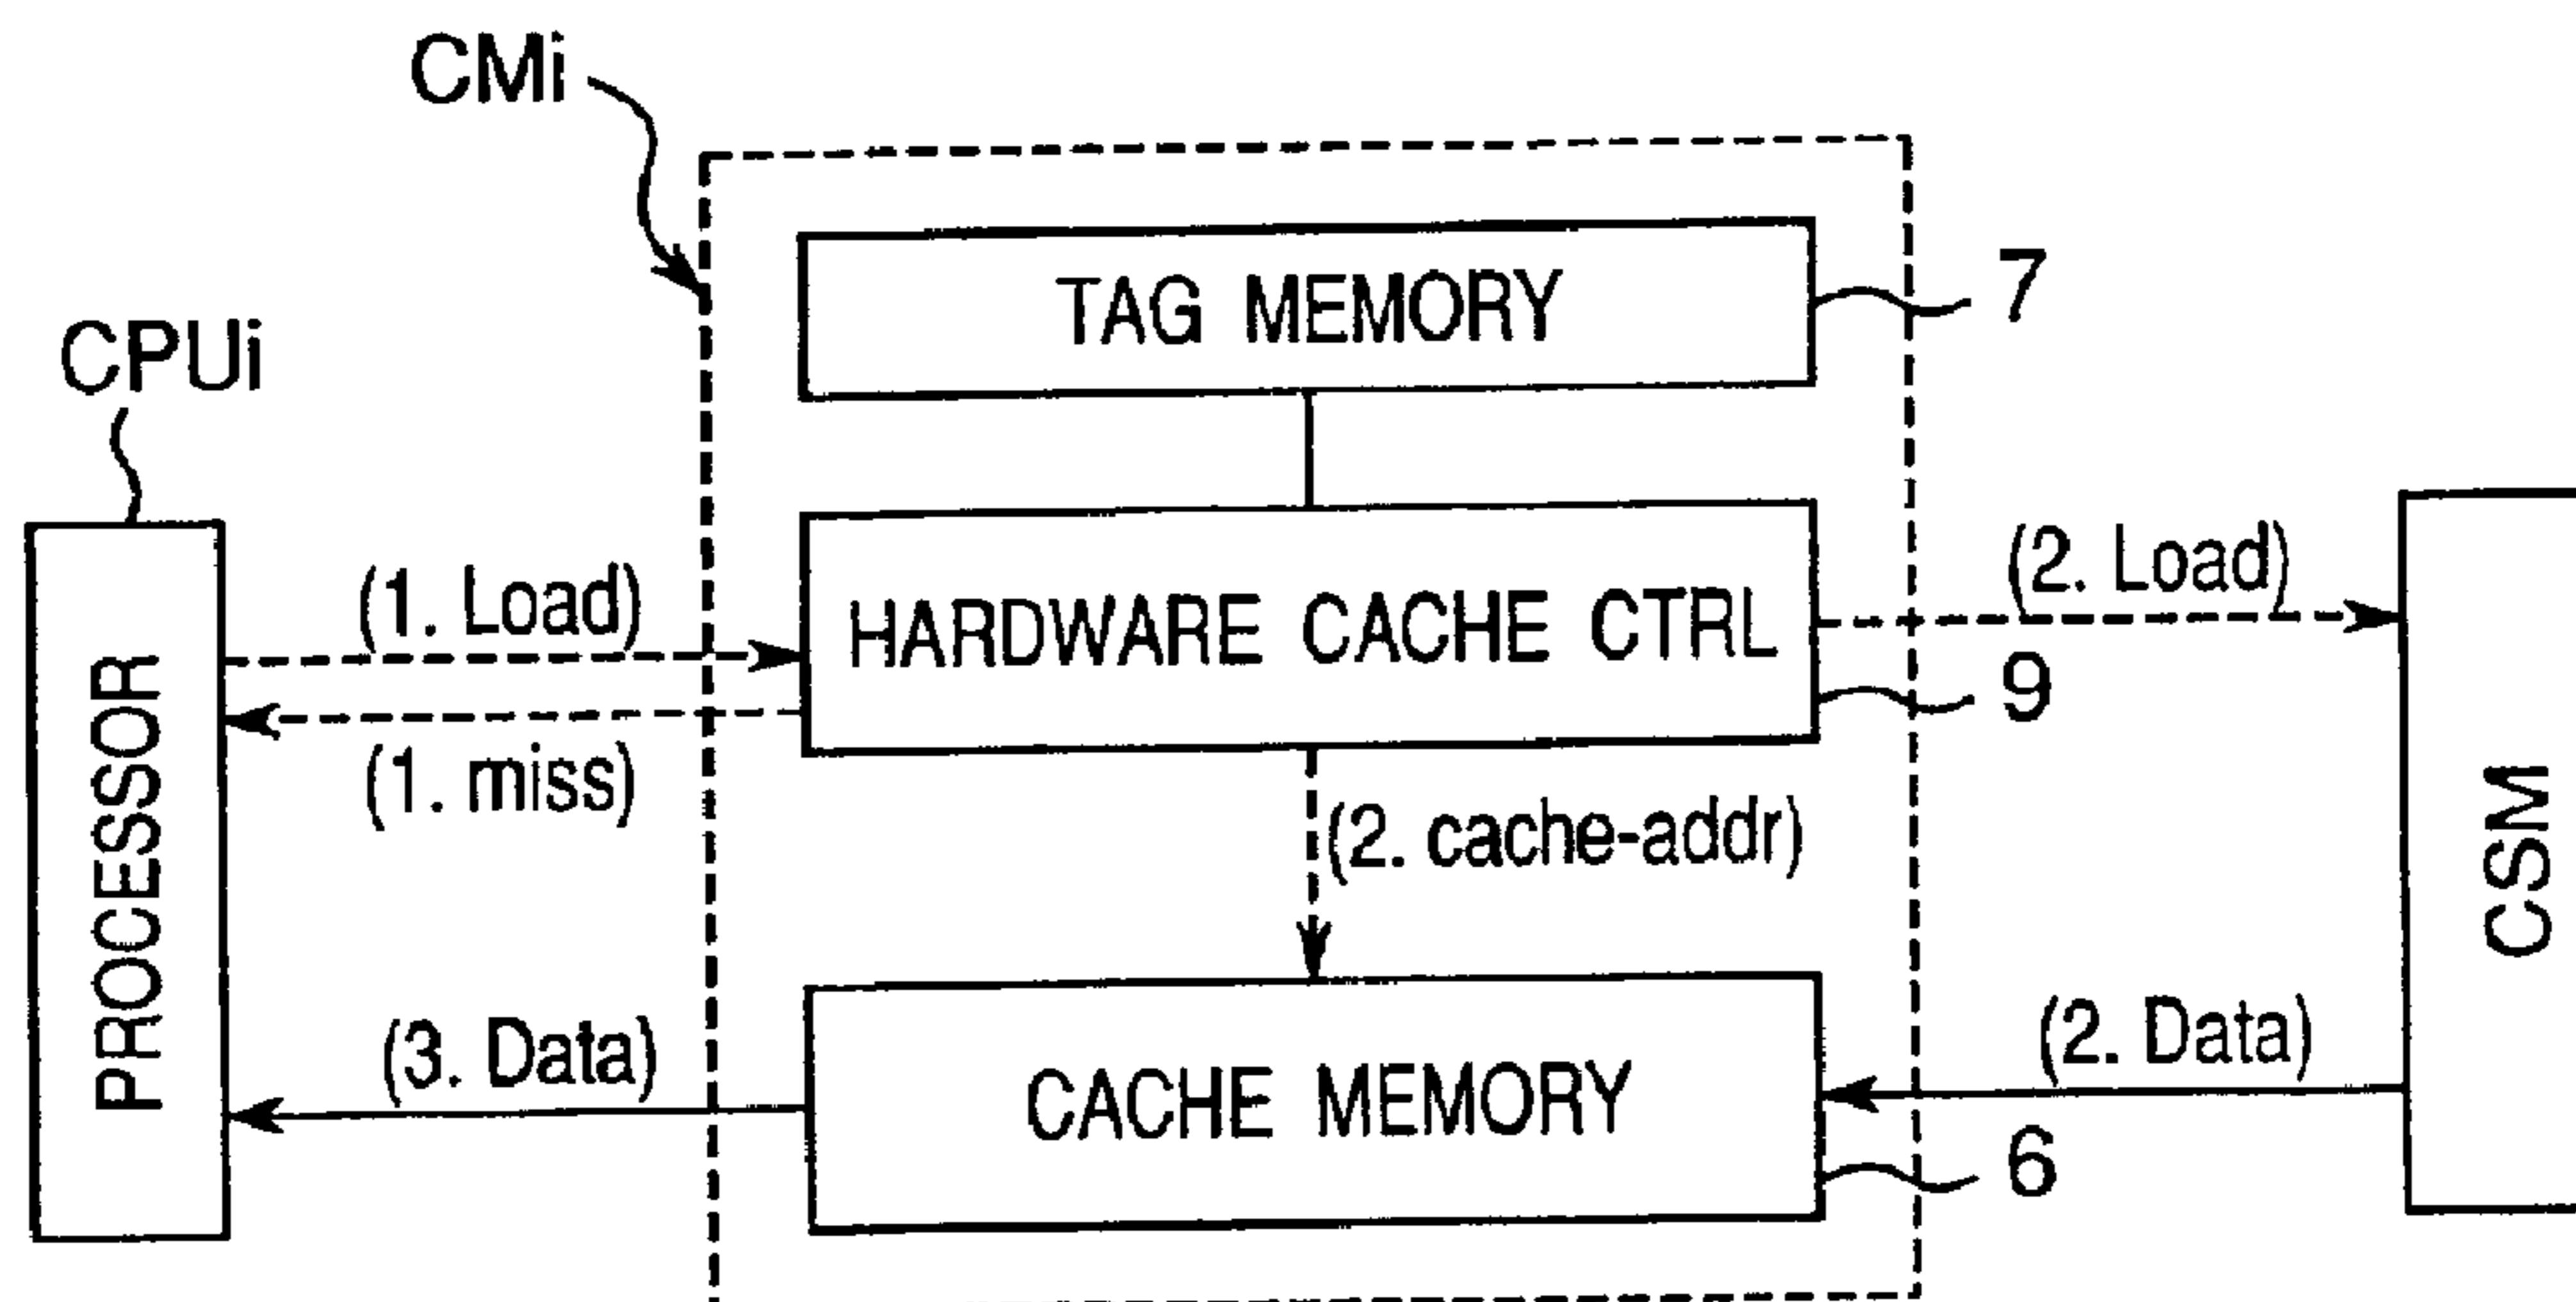 CMi
TAG MEMORY
7
CPUi
PROCESSOR
(1. Load)
(1. miss)
HARDWARE CACHE CTRL
(2. Load)
9
(2. cache-addr)
CSM
(3. Data)
CACHE MEMORY
(2. Data)
6